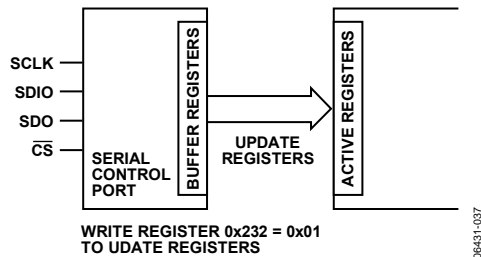 SCLK
SDIO
SDO
CS
SERIAL
CONTROL
PORT
BUFFER REGISTERS
UPDATE
REGISTERS
ACTIVE REGISTERS
WRITE REGISTER 0x232 = 0x01
TO UDATE REGISTERS
06431-037